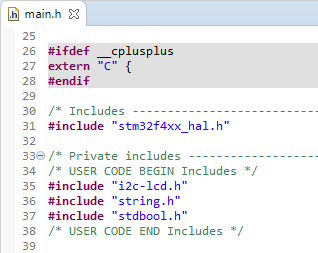 main.h
25
26 #ifdef __cplusplus
27 extern "C" {
28 #endif
29
30 /* Includes ----------------------
31 #include "stm32f4xx_hal.h"
32
33 /* Private includes --------------
34 /* USER CODE BEGIN Includes */
35 #include "i2c-lcd.h"
36 #include "string.h"
37 #include "stdbool.h"
38 /* USER CODE END Includes */
39